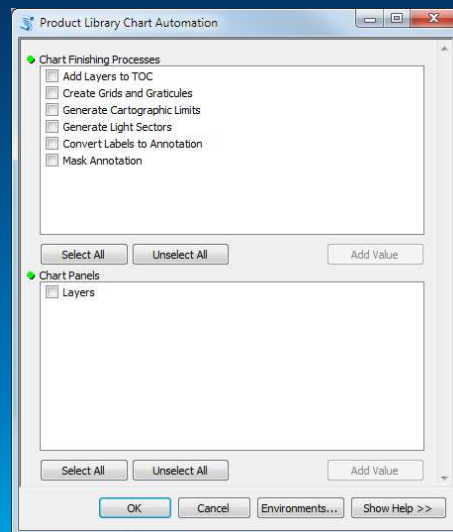 Product Library Chart Automation
Chart Finishing Processes
Add Layers to TOC
Create Grids and Graticules
Generate Cartographic Limits
Generate Light Sectors
Convert Labels to Annotation
Mask Annotation
Select All Unselect All Add Value
Chart Panels
Layers
Select All Unselect All Add Value
OK Cancel Environments... Show Help >>